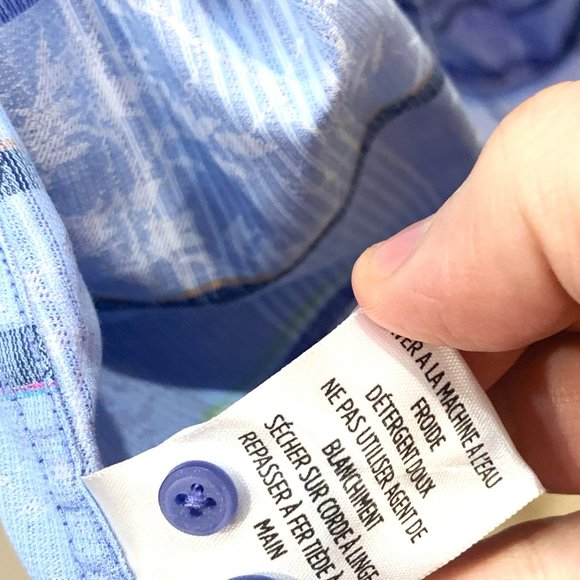 A LA MACHINE A L'EAU
FROIDE
DÉTERGENT DOUX
NE PAS UTILISER AGENT DE
BLANCHIMENT
SÉCHER SUR CORDE À LINGE
REPASSER À FER TIÈDE À
MAIN